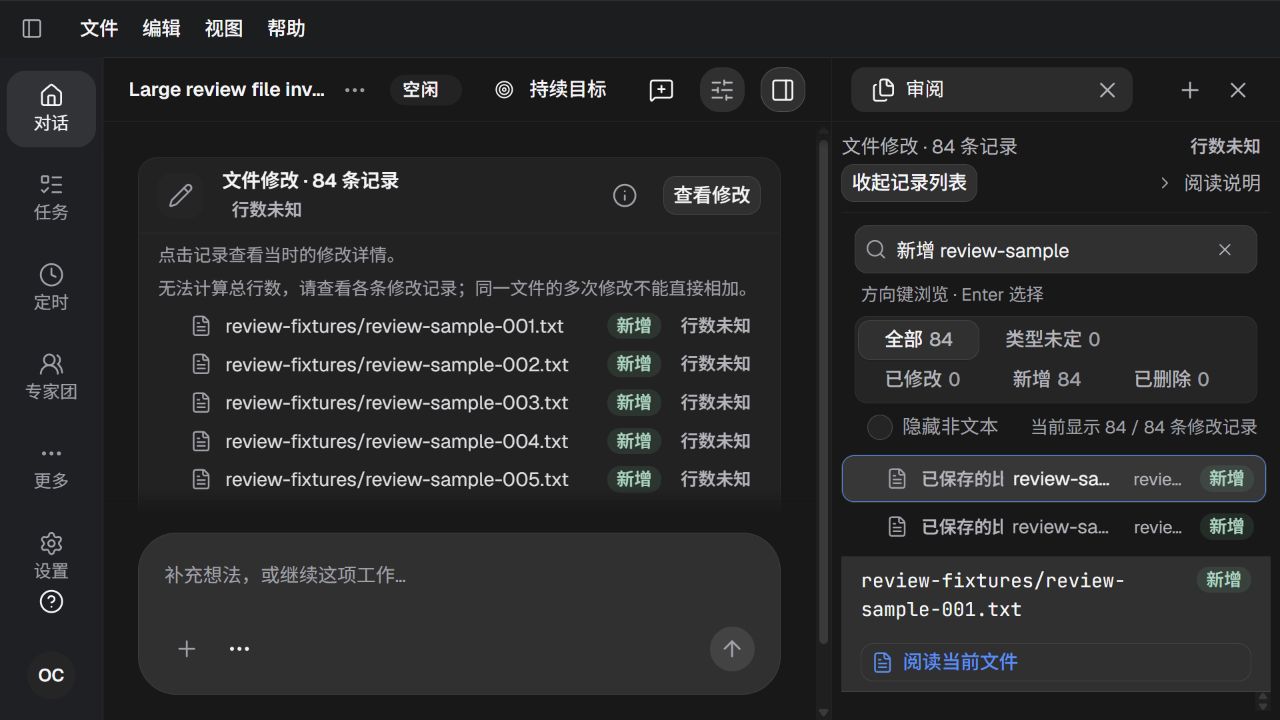 文件 编辑 视图 帮助
对话
任务
定时
专家团
更多
设置
OC
Large review file inv...
空闲
持续目标
文件修改 · 84 条记录
行数未知
查看修改
点击记录查看当时的修改详情。
无法计算总行数，请查看各条修改记录；同一文件的多次修改不能直接相加。
review-fixtures/review-sample-001.txt 新增 行数未知
review-fixtures/review-sample-002.txt 新增 行数未知
review-fixtures/review-sample-003.txt 新增 行数未知
review-fixtures/review-sample-004.txt 新增 行数未知
review-fixtures/review-sample-005.txt 新增 行数未知
补充想法，或继续这项工作...
审阅
文件修改 · 84 条记录 行数未知
收起记录列表 阅读说明
新增 review-sample
方向键浏览 · Enter 选择
全部 84 类型未定 0
已修改 0 新增 84 已删除 0
隐藏非文本 当前显示 84 / 84 条修改记录
已保存的比 review-sa... revie... 新增
已保存的比 review-sa... revie... 新增
review-fixtures/review- 新增
sample-001.txt
阅读当前文件